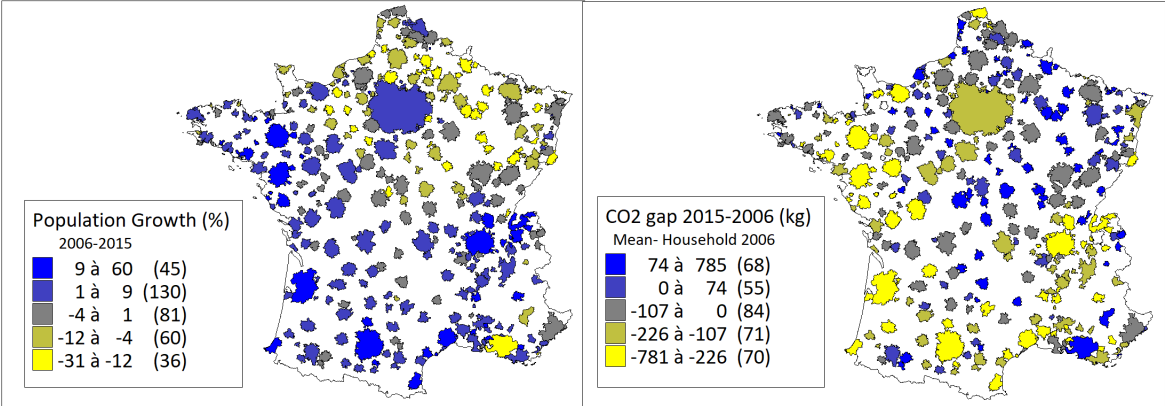 Population Growth (%)
2006-2015
9 à 60 (45)
1 à 9 (130)
-4 à 1 (81)
-12 à -4 (60)
-31 à -12 (36)
CO2 gap 2015-2006 (kg)
Mean- Household 2006
74 à 785 (68)
0 à 74 (55)
-107 à 0 (84)
-226 à -107 (71)
-781 à -226 (70)